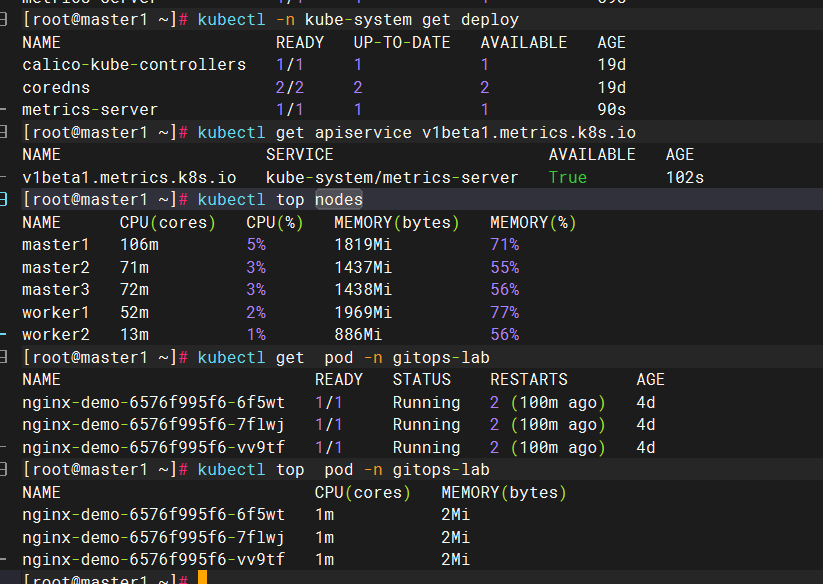 [root@master1 ~]# kubectl -n kube-system get deploy
NAME READY UP-TO-DATE AVAILABLE AGE
calico-kube-controllers 1/1 1 1 19d
coredns 2/2 2 2 19d
metrics-server 1/1 1 1 90s
[root@master1 ~]# kubectl get apiservice v1beta1.metrics.k8s.io
NAME SERVICE AVAILABLE AGE
v1beta1.metrics.k8s.io kube-system/metrics-server True 102s
[root@master1 ~]# kubectl top nodes
NAME CPU(cores) CPU(%) MEMORY(bytes) MEMORY(%)
master1 106m 5% 1819Mi 71%
master2 71m 3% 1437Mi 55%
master3 72m 3% 1438Mi 56%
worker1 52m 2% 1969Mi 77%
worker2 13m 1% 886Mi 56%
[root@master1 ~]# kubectl get  pod -n gitops-lab
NAME READY STATUS RESTARTS AGE
nginx-demo-6576f995f6-6f5wt 1/1 Running 2 (100m ago) 4d
nginx-demo-6576f995f6-7flwj 1/1 Running 2 (100m ago) 4d
nginx-demo-6576f995f6-vv9tf 1/1 Running 2 (100m ago) 4d
[root@master1 ~]# kubectl top  pod -n gitops-lab
NAME CPU(cores) MEMORY(bytes)
nginx-demo-6576f995f6-6f5wt 1m 2Mi
nginx-demo-6576f995f6-7flwj 1m 2Mi
nginx-demo-6576f995f6-vv9tf 1m 2Mi
[root@master1 ~]#